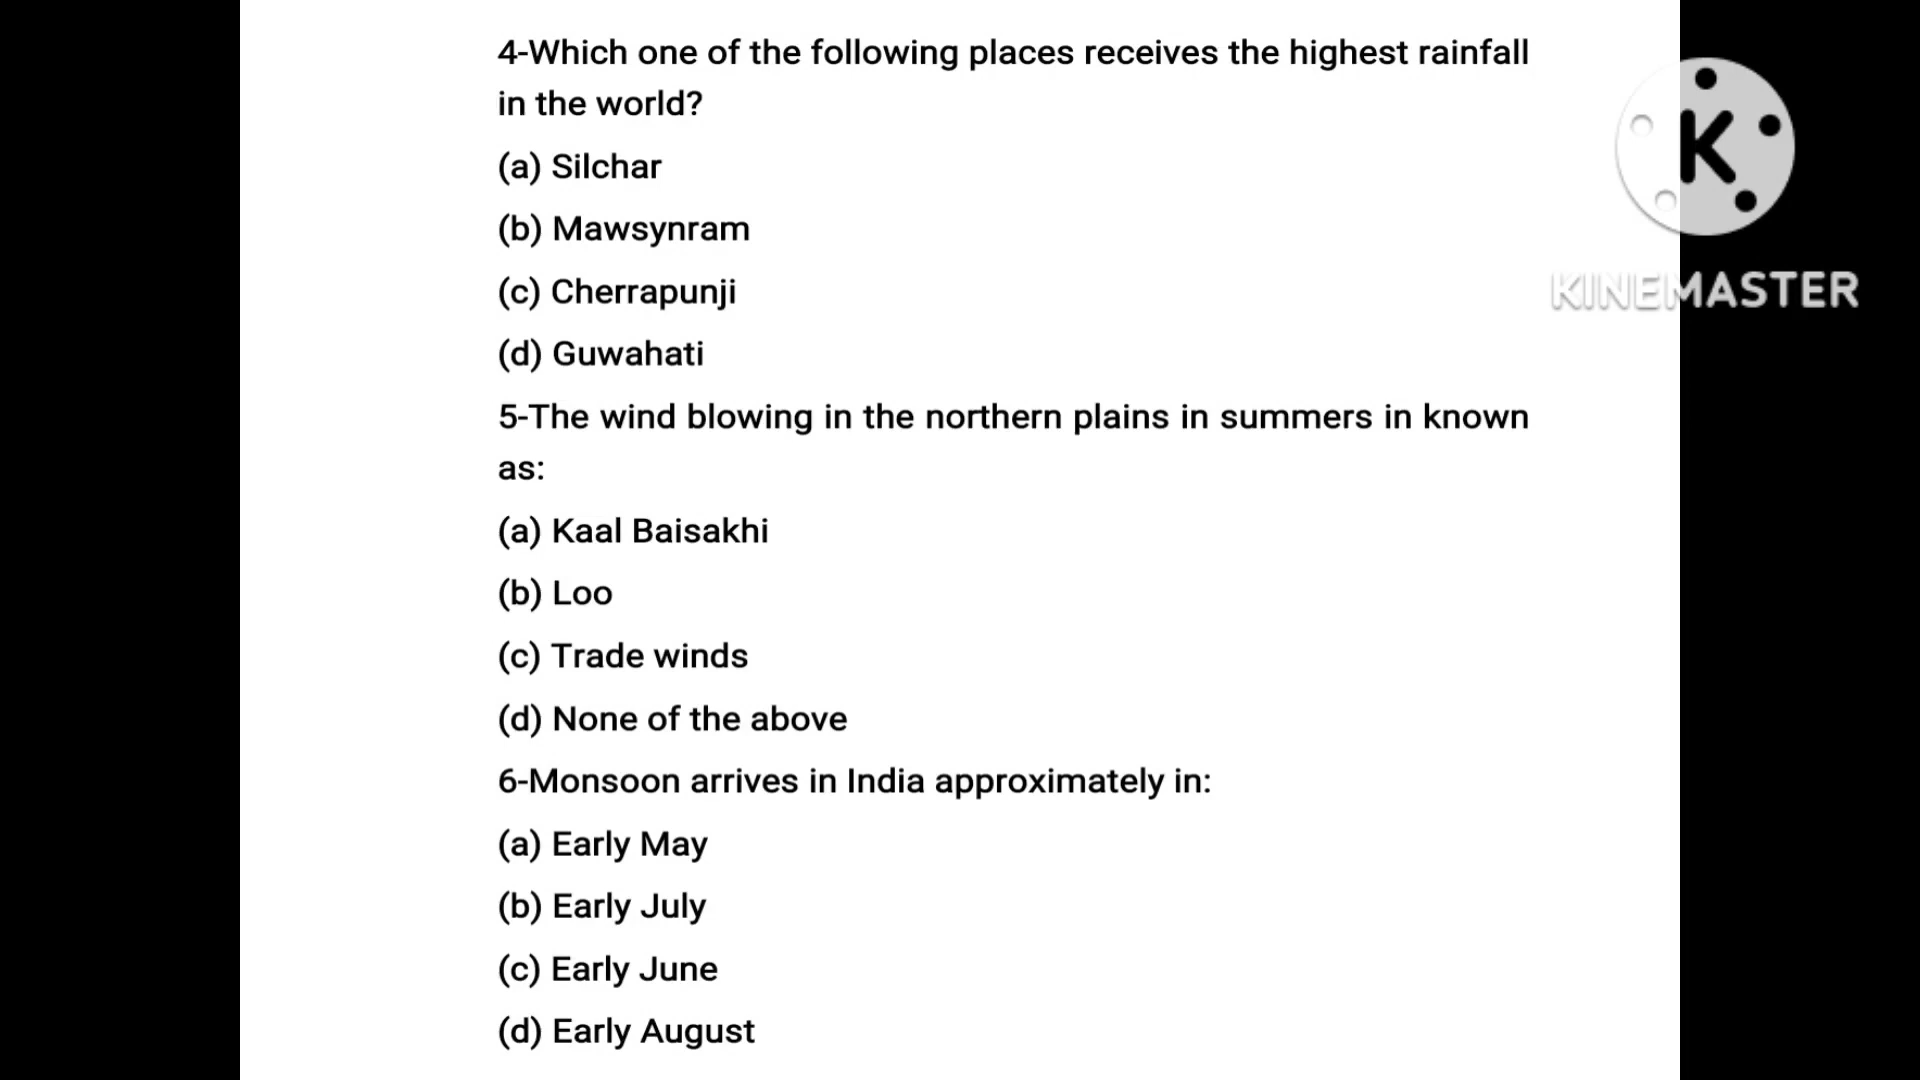 4-Which one of the following places receives the highest rainfall
in the world?
(a) Silchar
(b) Mawsynram
(c) Cherrapunji
(d) Guwahati
5-The wind blowing in the northern plains in summers in known
as:
(a) Kaal Baisakhi
(b) Loo
(c) Trade winds
(d) None of the above
6-Monsoon arrives in India approximately in:
(a) Early May
(b) Early July
(c) Early June
(d) Early August
K
KINEMASTER